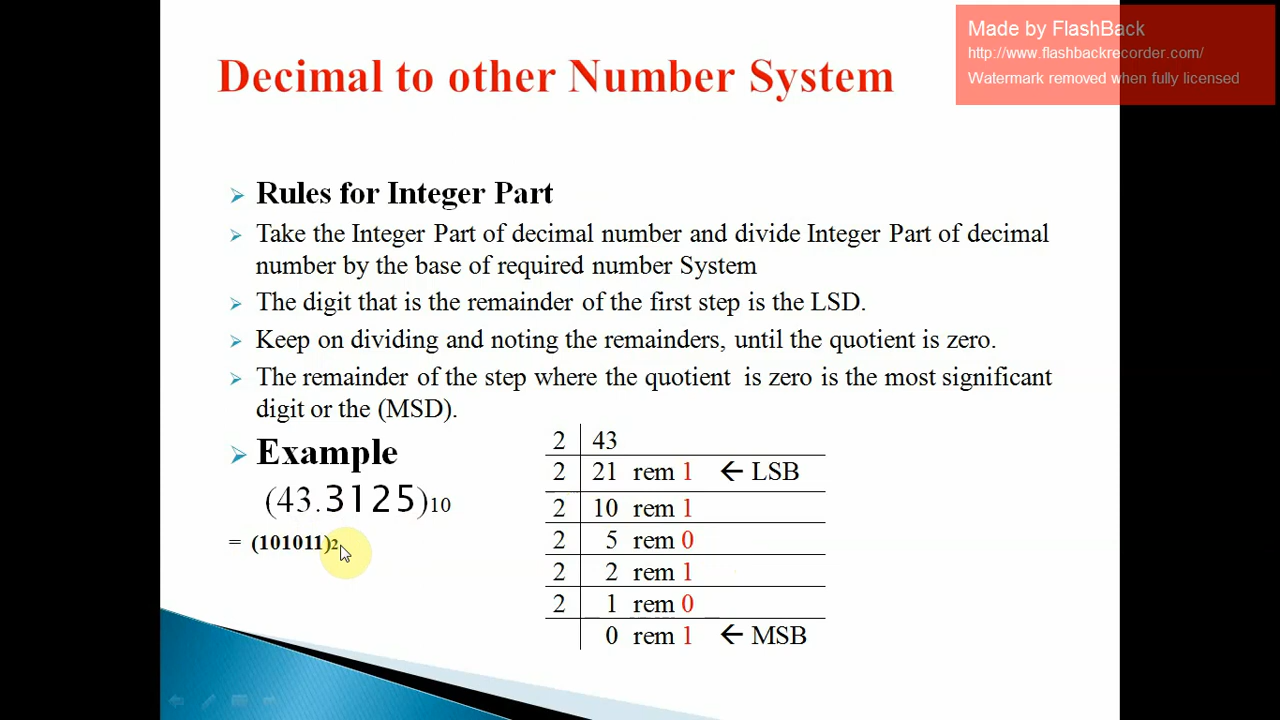 Made by FlashBack
http://www.flashbackrecorder.com/
Watermark removed when fully licensed
Decimal to other Number System
➢ Rules for Integer Part
➢ Take the Integer Part of decimal number and divide Integer Part of decimal
number by the base of required number System
➢ The digit that is the remainder of the first step is the LSD.
➢ Keep on dividing and noting the remainders, until the quotient is zero.
➢ The remainder of the step where the quotient is zero is the most significant
digit or the (MSD).
➢ Example
(43.3125)10
= (101011)2
2 43
2 21 rem 1 ← LSB
2 10 rem 1
2 5 rem 0
2 2 rem 1
2 1 rem 0
0 rem 1 ← MSB